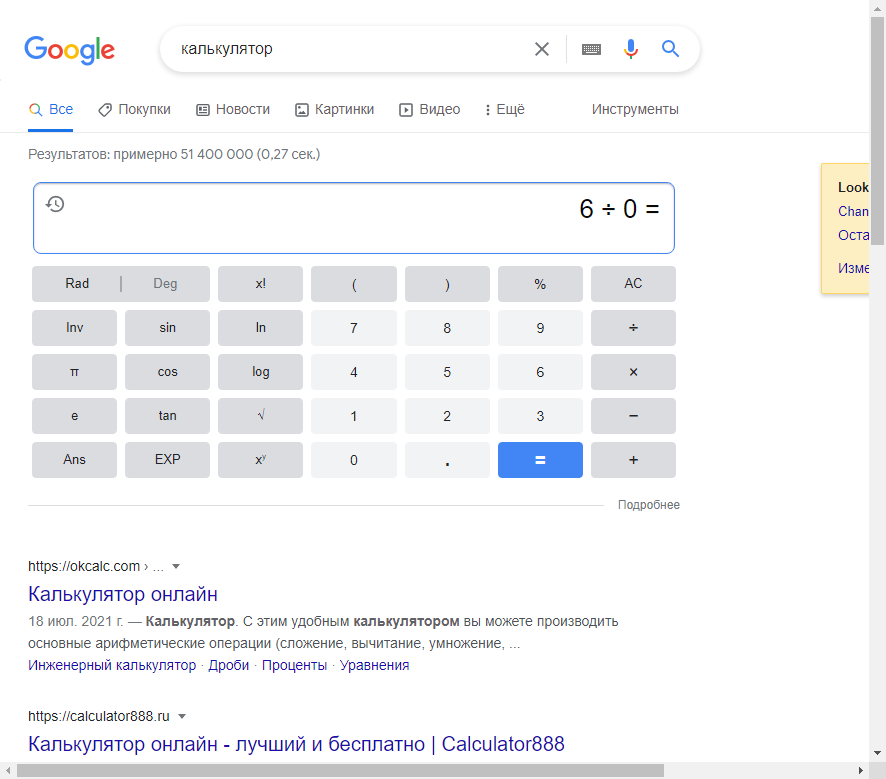 Google
калькулятор
Все Покупки Новости Картинки Видео Ещё Инструменты
Результатов: примерно 51 400 000 (0,27 сек.)
6 ÷ 0 =
Rad | Deg x! ( ) % AC
Inv sin ln 7 8 9 ÷
π cos log 4 5 6 ×
e tan √ 1 2 3 −
Ans EXP xʸ 0 . = +
Подробнее
Look
Chan
Оста
Изме
https://okcalc.com › ...
Калькулятор онлайн
18 июл. 2021 г. — Калькулятор. С этим удобным калькулятором вы можете производить
основные арифметические операции (сложение, вычитание, умножение, ...
Инженерный калькулятор · Дроби · Проценты · Уравнения
https://calculator888.ru
Калькулятор онлайн - лучший и бесплатно | Calculator888